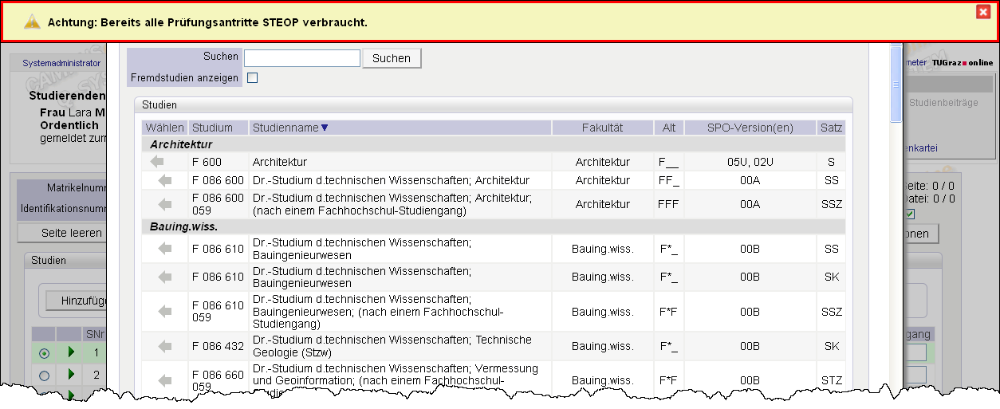 Achtung: Bereits alle Prüfungsantritte STEOP verbraucht.
Systemadministrator
meter TUGraz online
Suchen
Suchen
Fremdstudien anzeigen
Studierenden
Frau Lara M
Ordentlich
gemeldet zum
Studienbeiträge
enkartei
Studien
Wählen Studium Studienname Fakultät Alt SPO-Version(en) Satz
Architektur
F 600 Architektur Architektur F__ 05U, 02U S
F 086 600 Dr.-Studium d.technischen Wissenschaften; Architektur Architektur FF_ 00A SS
F 086 600 Dr.-Studium d.technischen Wissenschaften; Architektur; Architektur FFF 00A SSZ
059 (nach einem Fachhochschul-Studiengang)
Bauing.wiss.
F 086 610 Dr.-Studium d.technischen Wissenschaften; Bauing.wiss. F*_ 00B SS
Bauingenieurwesen
F 086 610 Dr.-Studium d.technischen Wissenschaften; Bauing.wiss. F*_ 00B SK
Bauingenieurwesen
F 086 610 Dr.-Studium d.technischen Wissenschaften; Bauing.wiss. F*F 00B SSZ
059 Bauingenieurwesen; (nach einem Fachhochschul-
Studiengang)
F 086 432 Dr.-Studium d.technischen Wissenschaften; Technische Bauing.wiss. F*_ 00B SK
Geologie (Stzw)
F 086 660 Dr.-Studium d.technischen Wissenschaften; Vermessung Bauing.wiss. F*F 00B STZ
059 und Geoinformation; (nach einem Fachhochschul-
Matrikelnumm
Identifikationsnumm
Seite leeren
Studien
Hinzufüge
SNr
1
2
Seite: 0 / 0
Datei: 0 / 0
onen
gang